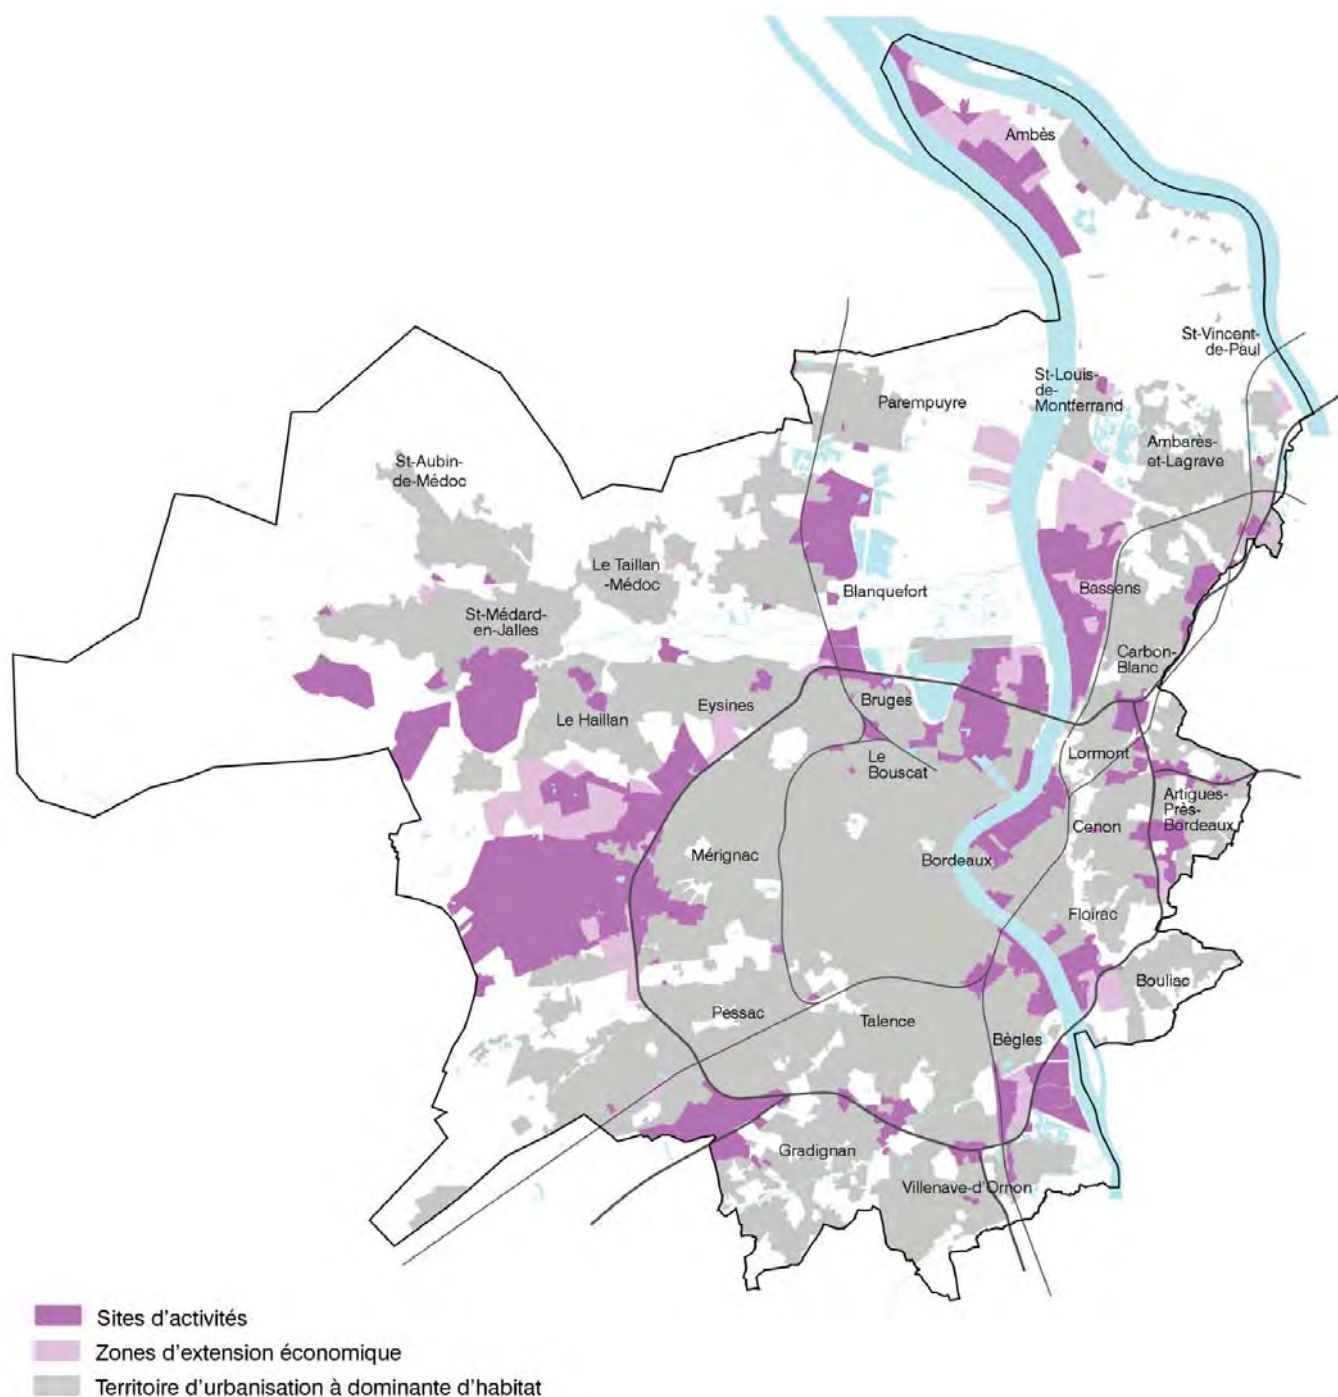 Ambès
St-Vincent-
de-Paul
St-Louis-
de-
Montferrand
Parempuyre
Ambarès-
et-Lagrave
St-Aubin-
de-Médoc
Le Taillan
-Médoc
Blanquefort
Bassens
St-Médard-
en-Jalles
Carbon-
Blanc
Eysines
Bruges
Le Haillan
Lormont
Le
Bouscat
Artigues-
Près-
Bordeaux
Cenon
Mérignac
Bordeaux
Floirac
Bouliac
Pessac
Talence
Bègles
Gradignan
Villenave-d'Ornon
Sites d'activités
Zones d'extension économique
Territoire d'urbanisation à dominante d'habitat